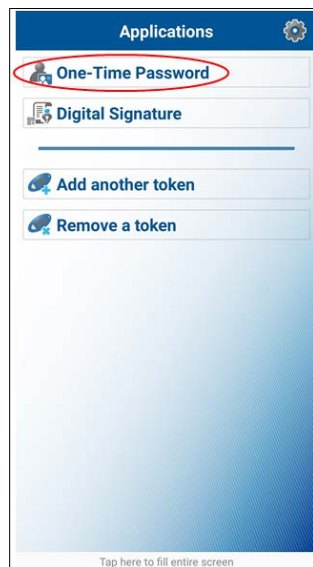 Applications
One-Time Password
Digital Signature
Add another token
Remove a token
Tap here to fill entire screen